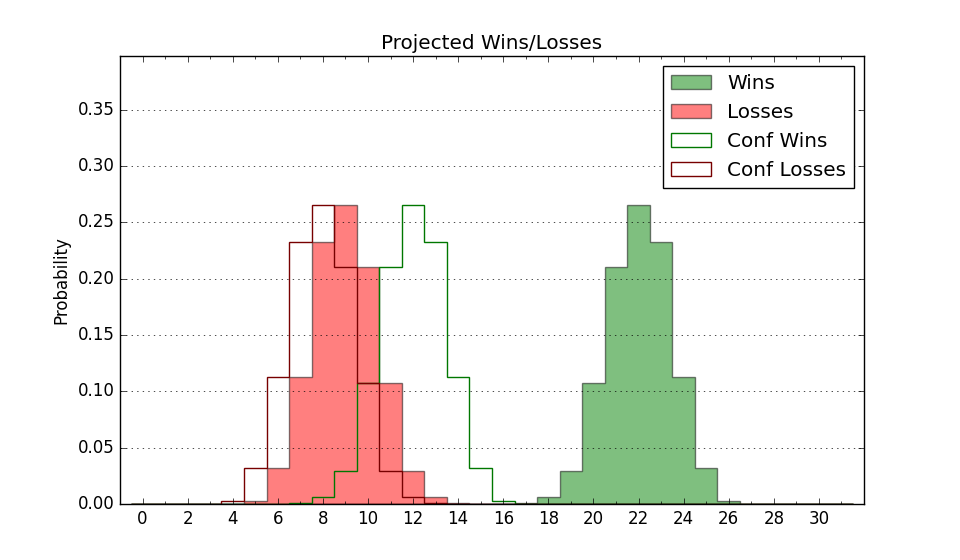 Projected Wins/Losses
Wins
Losses
Conf Wins
Conf Losses
Probability
0.35
0.30
0.25
0.20
0.15
0.10
0.05
0.00
0 2 4 6 8 10 12 14 16 18 20 22 24 26 28 30